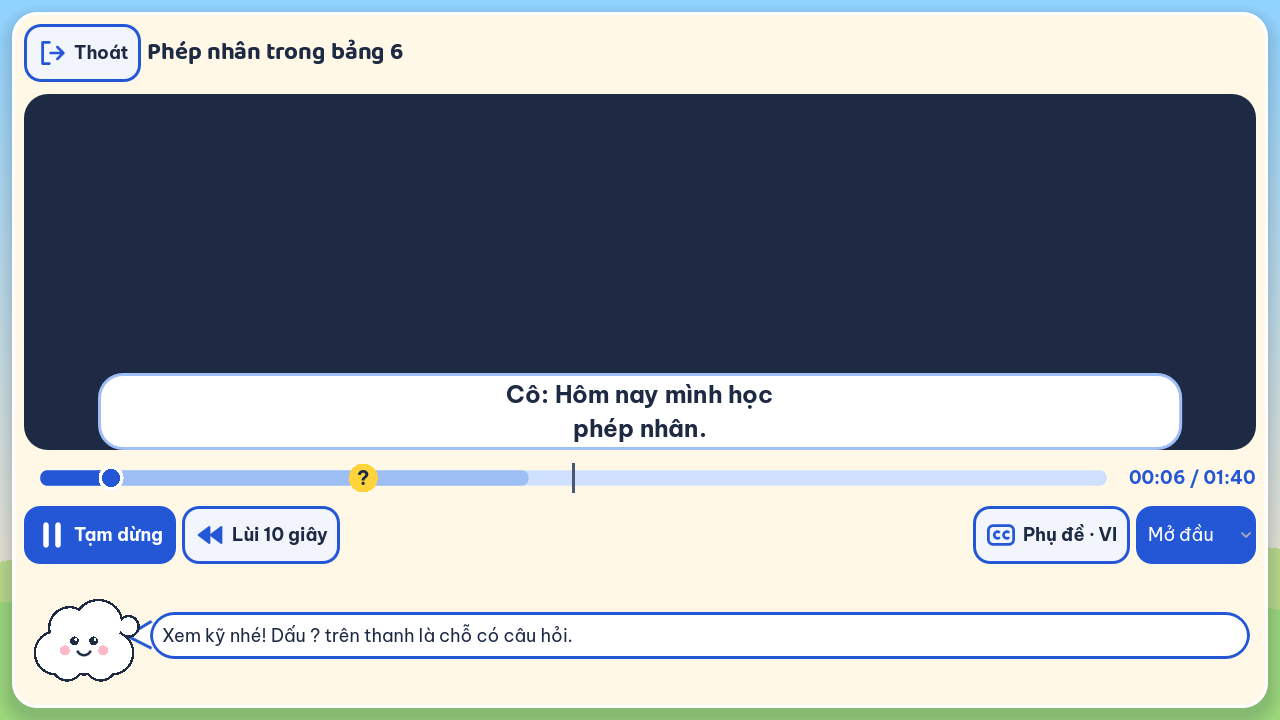 Thoát
Phép nhân trong bảng 6
Cô: Hôm nay mình học
phép nhân.
?
00:06 / 01:40
Tạm dừng
Lùi 10 giây
CC
Phụ đề · VI
Mở đầu
Xem kỹ nhé! Dấu ? trên thanh là chỗ có câu hỏi.